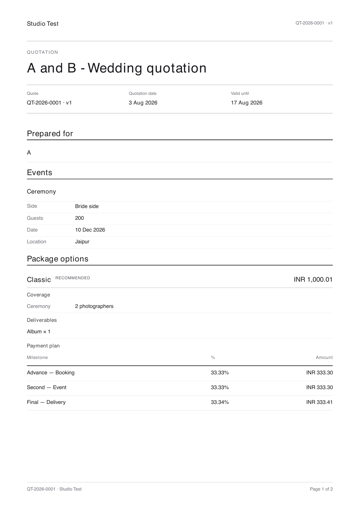 Studio Test QT-2026-0001 · v1
QUOTATION
A and B - Wedding quotation
Quote Quotation date Valid until
QT-2026-0001 · v1 3 Aug 2026 17 Aug 2026
Prepared for
A
Events
Ceremony
Side Bride side
Guests 200
Date 10 Dec 2026
Location Jaipur
Package options
Classic RECOMMENDED INR 1,000.01
Coverage
Ceremony 2 photographers
Deliverables
Album × 1
Payment plan
Milestone % Amount
Advance — Booking 33.33% INR 333.30
Second — Event 33.33% INR 333.30
Final — Delivery 33.34% INR 333.41
QT-2026-0001 · Studio Test Page 1 of 2